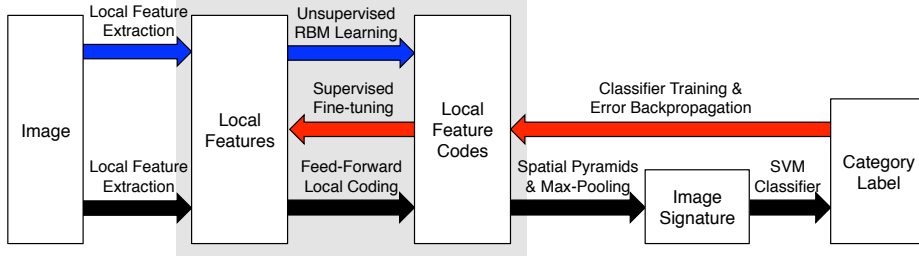 Local Feature
Extraction
Unsupervised
RBM Learning
Supervised
Fine-tuning
Classifier Training &
Error Backpropagation
Image
Local
Features
Local
Feature
Codes
Category
Label
Local Feature
Extraction
Feed-Forward
Local Coding
Spatial Pyramids
& Max-Pooling
Image
Signature
SVM
Classifier